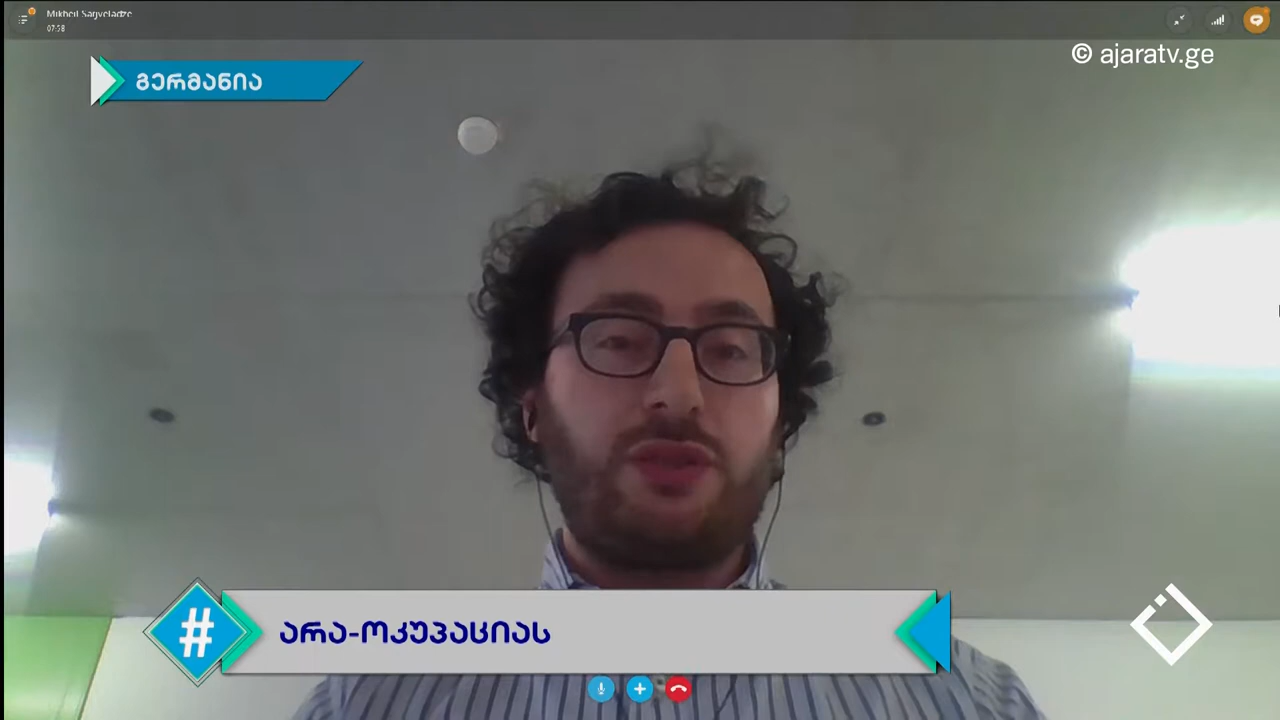 Mikheil Sarjveladze
07:58
© ajaratv.ge
ᲒᲔᲠᲛᲐᲜᲘᲐ
# ᲐᲠᲐ-ᲝᲙᲣᲞᲐᲪᲘᲐᲡ